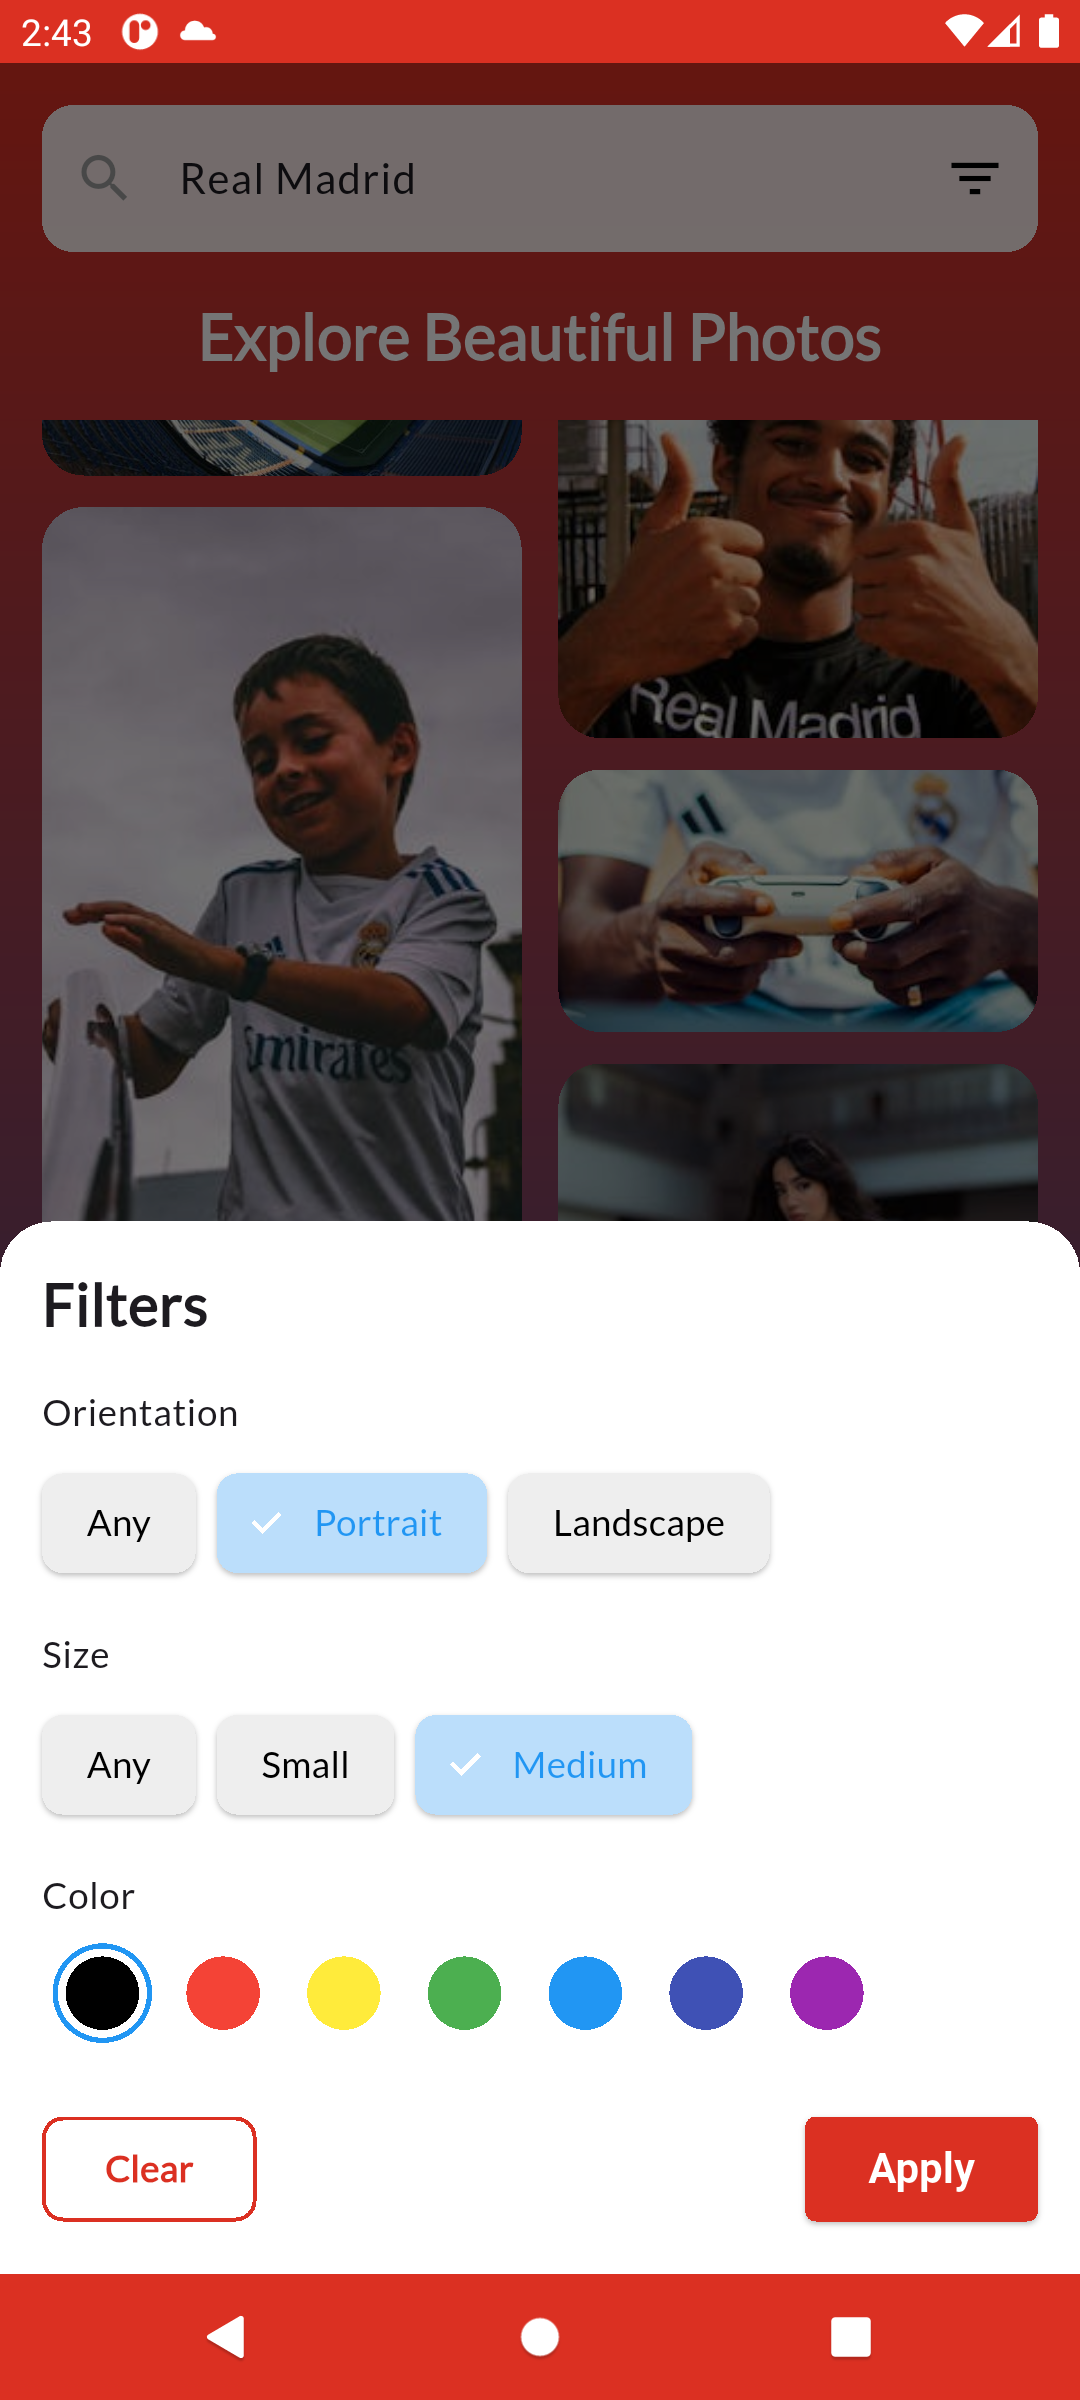 2:43
Real Madrid
Explore Beautiful Photos
Real Madrid
Emirates
Filters
Orientation
Any
Portrait
Landscape
Size
Any
Small
Medium
Color
Clear
Apply